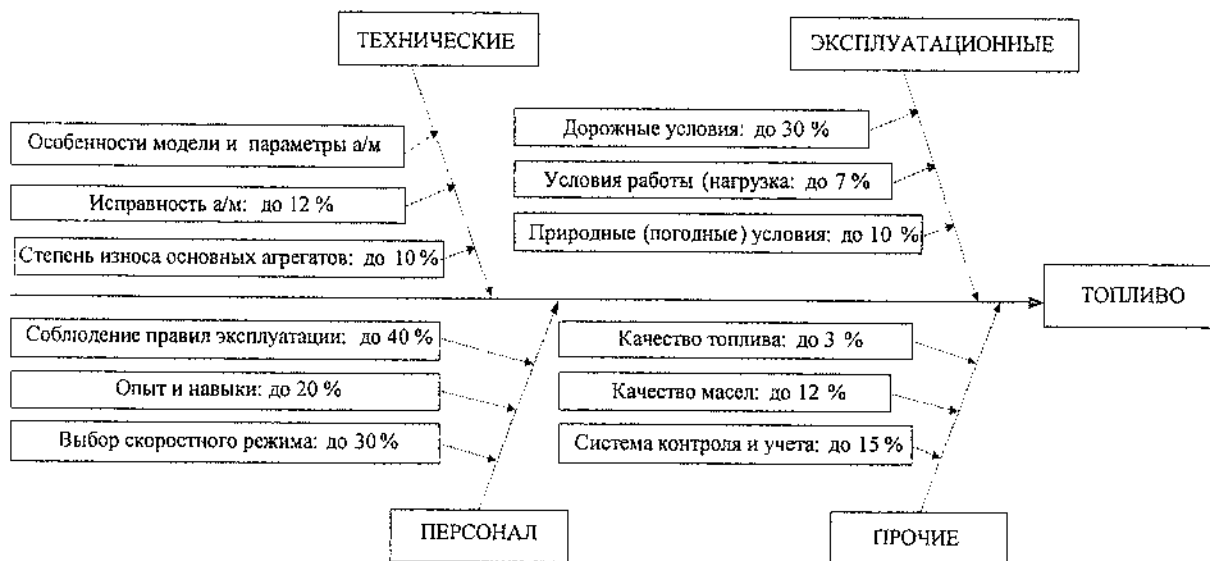 ТЕХНИЧЕСКИЕ
ЭКСПЛУАТАЦИОННЫЕ
Особенности модели и параметры а/м
Исправность а/м: до 12 %
Степень износа основных агрегатов: до 10 %
Дорожные условия: до 30 %
Условия работы (нагрузка: до 7 %
Природные (погодные) условия: до 10 %
ТОПЛИВО
Соблюдение правил эксплуатации: до 40 %
Опыт и навыки: до 20 %
Выбор скоростного режима: до 30 %
Качество топлива: до 3 %
Качество масел: до 12 %
Система контроля и учета: до 15 %
ПЕРСОНАЛ
ПРОЧИЕ